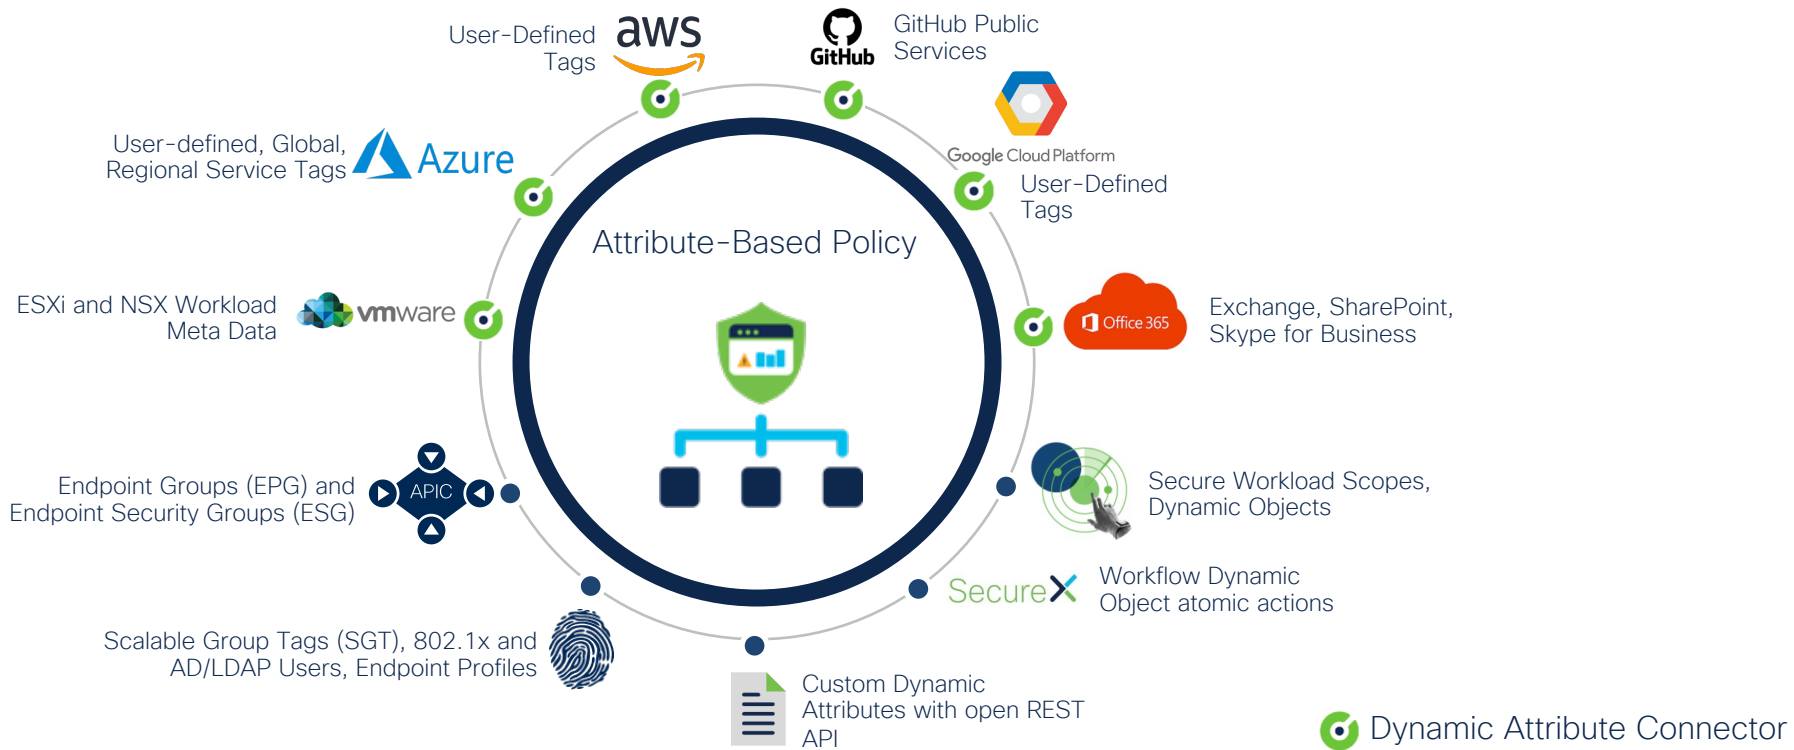 User-Defined
Tags
aws
GitHub
GitHub Public
Services
User-defined, Global,
Regional Service Tags
Azure
Google Cloud Platform
User-Defined
Tags
Attribute-Based Policy
ESXi and NSX Workload
Meta Data
vmware
Office 365
Exchange, SharePoint,
Skype for Business
Endpoint Groups (EPG) and
Endpoint Security Groups (ESG)
APIC
Secure Workload Scopes,
Dynamic Objects
SecureX
Workflow Dynamic
Object atomic actions
Scalable Group Tags (SGT), 802.1x and
AD/LDAP Users, Endpoint Profiles
Custom Dynamic
Attributes with open REST
API
Dynamic Attribute Connector